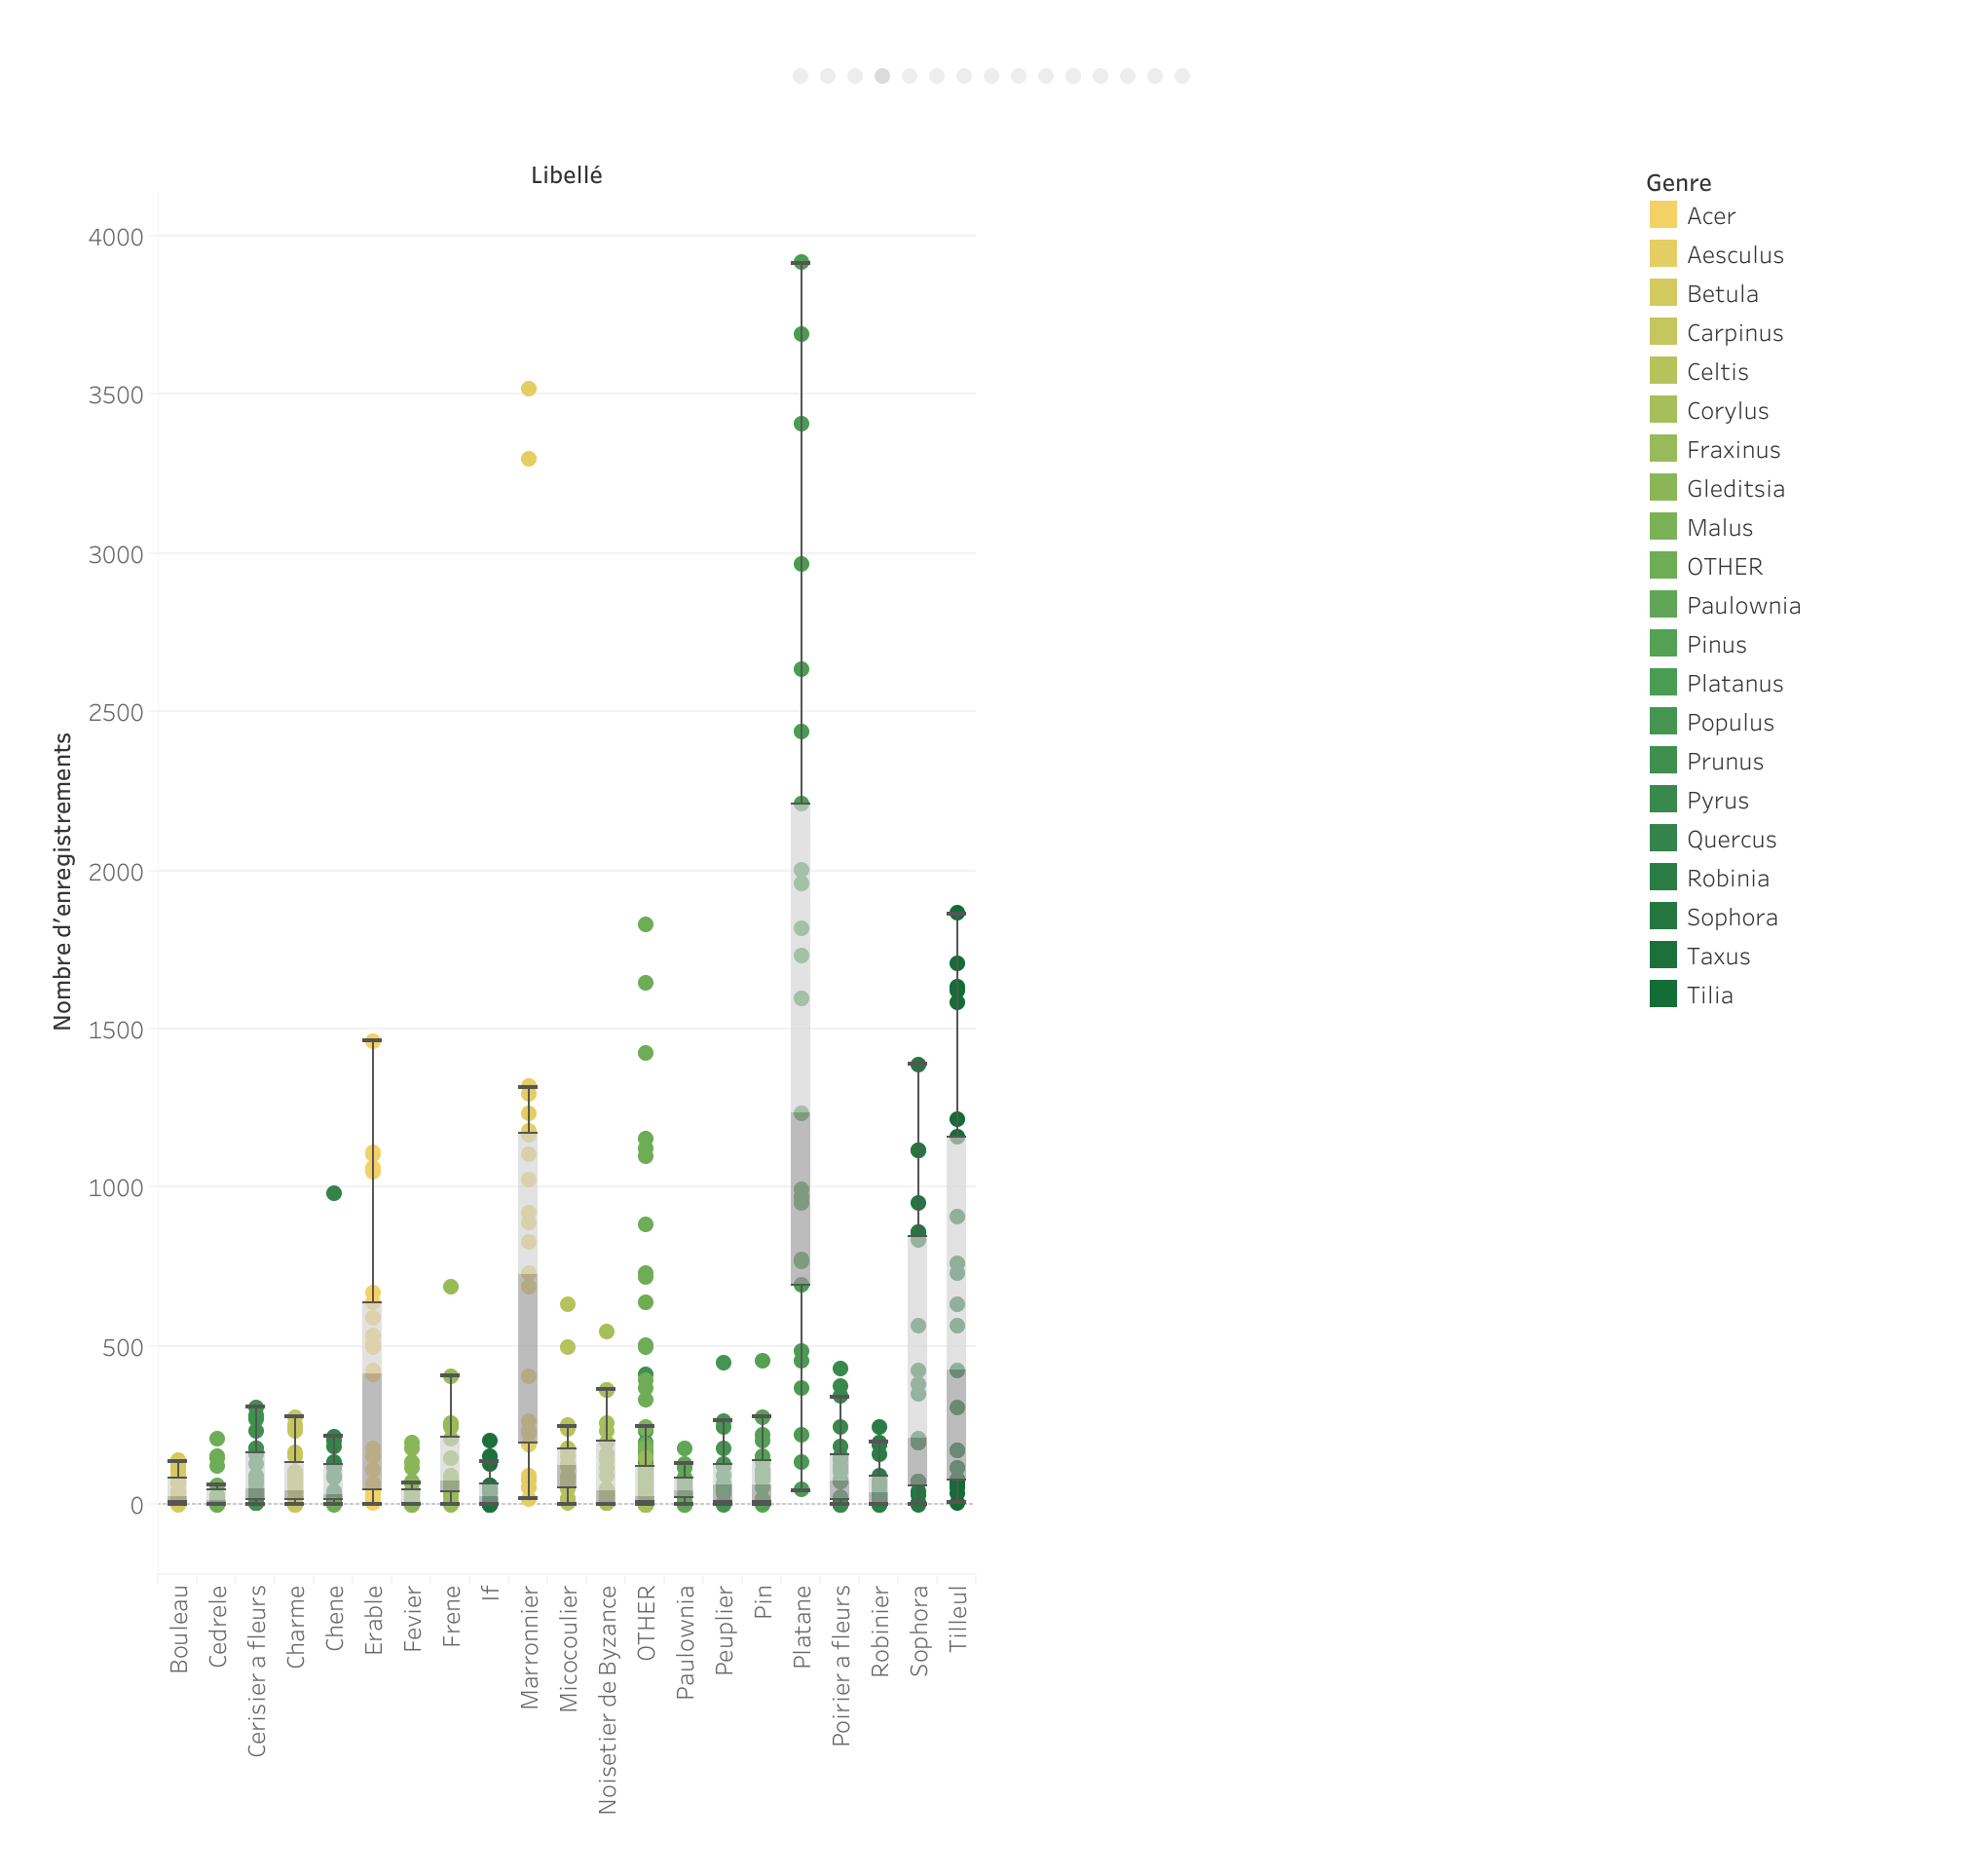 Libellé
Nombre d'enregistrements
4000
3500
3000
2500
2000
1500
1000
500
0
Bouleau
Cedrele
Cerisier a fleurs
Charme
Chene
Erable
Fevier
Frene
If
Marronnier
Micocoulier
Noisetier de Byzance
OTHER
Paulownia
Peuplier
Pin
Platane
Poirier a fleurs
Robinier
Sophora
Tilleul
Genre
Acer
Aesculus
Betula
Carpinus
Celtis
Corylus
Fraxinus
Gleditsia
Malus
OTHER
Paulownia
Pinus
Platanus
Populus
Prunus
Pyrus
Quercus
Robinia
Sophora
Taxus
Tilia